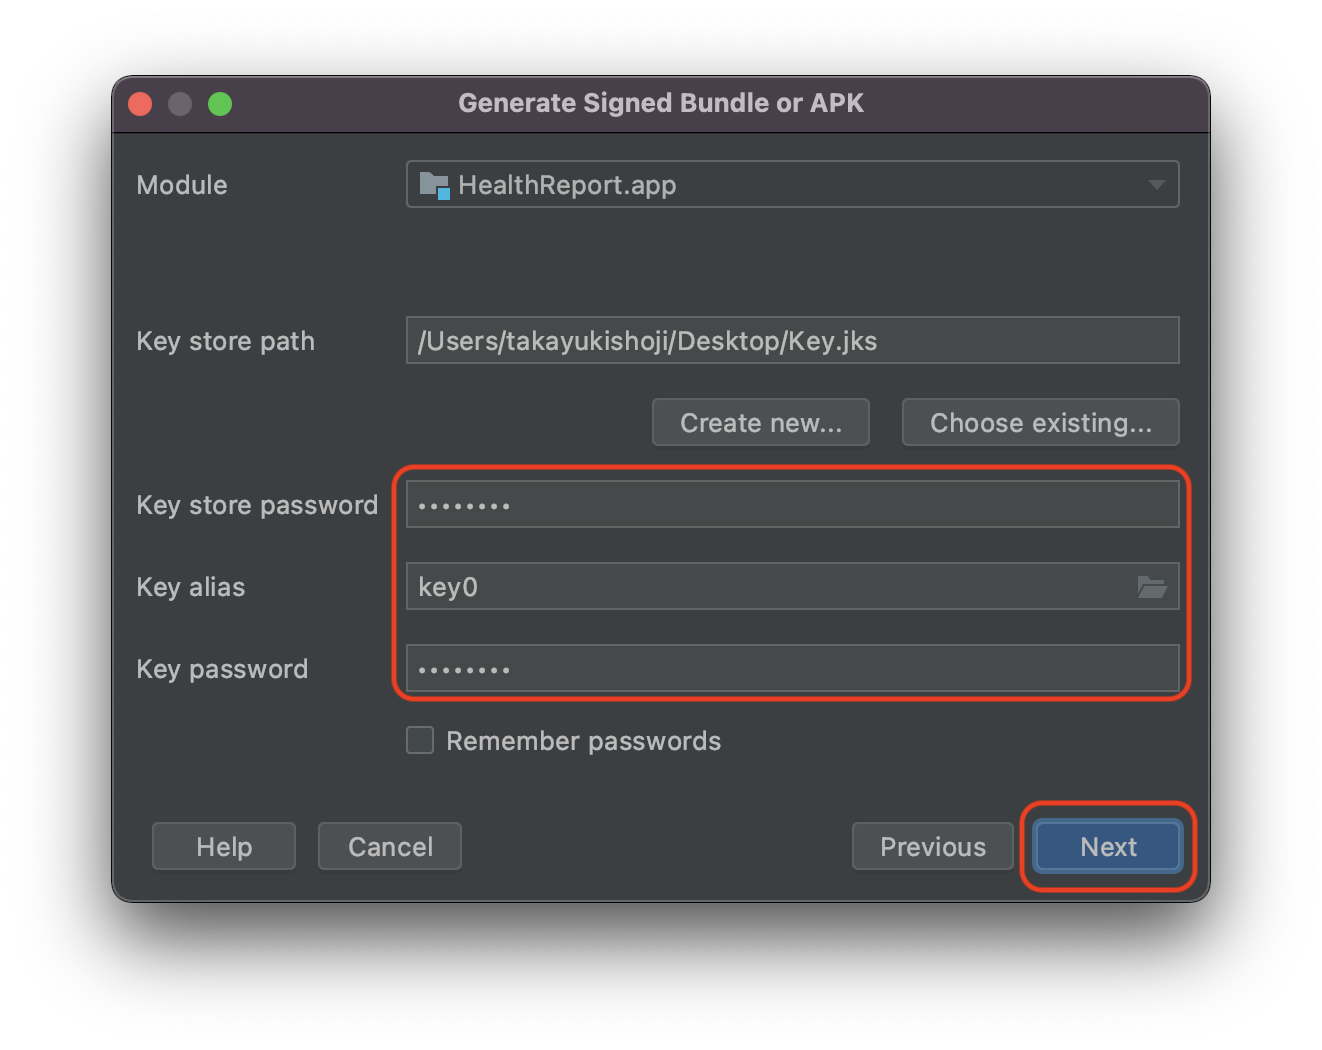 Generate Signed Bundle or APK
Module
HealthReport.app
Key store path
/Users/takayukishoji/Desktop/Key.jks
Create new...
Choose existing...
Key store password
••••••••
Key alias
key0
Key password
••••••••
Remember passwords
Help
Cancel
Previous
Next